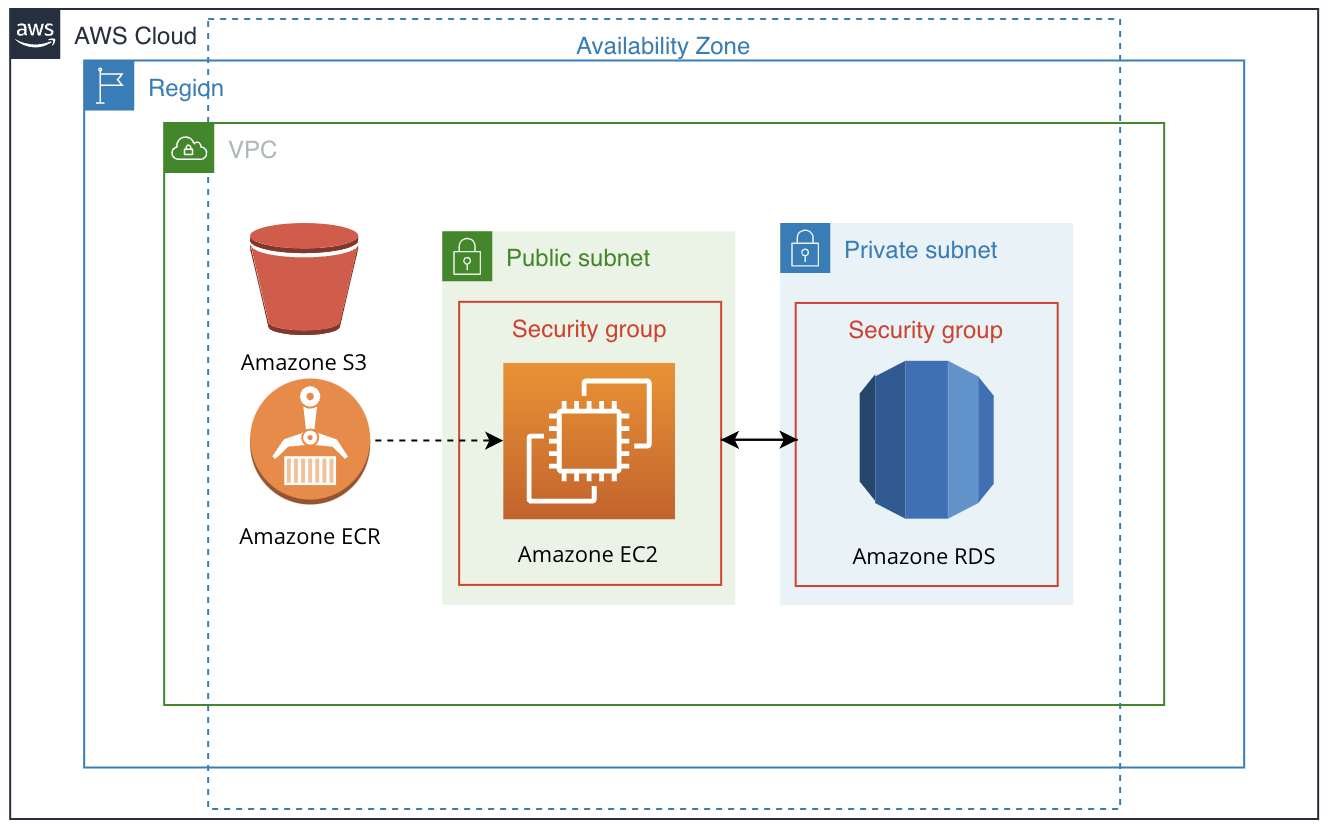 aws
AWS Cloud
Availability Zone
Region
VPC
Public subnet
Private subnet
Security group
Security group
Amazone S3
Amazone ECR
Amazone EC2
Amazone RDS